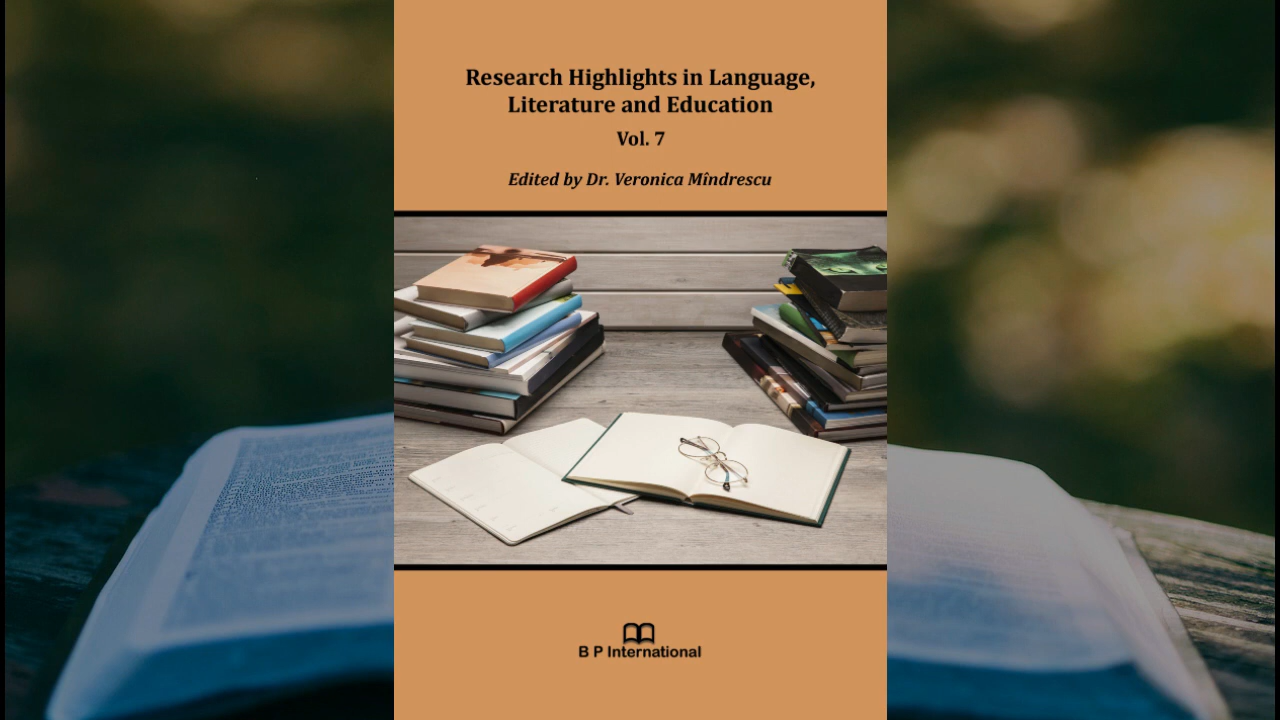 Research Highlights in Language,
Literature and Education
Vol. 7
Edited by Dr. Veronica Mîndrescu
B P International